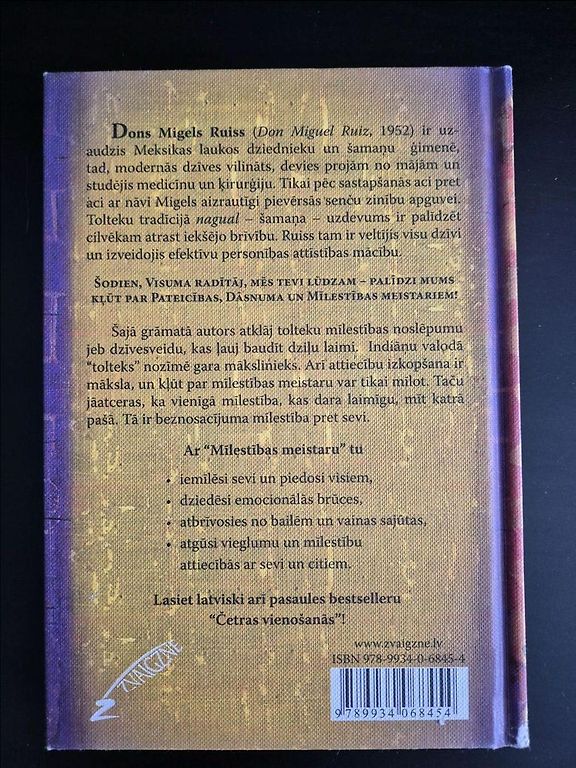 Dons Migels Ruiss (Don Miguel Ruiz, 1952) ir uz-
audzis Meksikas laukos dziednieku un šamaņu ģimenē,
tad, modernās dzīves vilināts, devies projām no mājām un
studējis medicīnu un ķirurģiju. Tikai pēc sastapšanās aci pret
aci ar nāvi Migels aizrautīgi pievērsās senču zinību apguvei.
Tolteku tradīcijā nagual – šamaņa – uzdevums ir palīdzēt
cilvēkam atrast iekšējo brīvību. Ruiss tam ir veltījis visu dzīvi
un izveidojis efektīvu personības attīstības mācību.
Šodien, Visuma radītāj, mēs tevi lūdzam – palīdzi mums
kļūt par Pateicības, Dāsnuma un Mīlestības meistariem!
Šajā grāmatā autors atklāj tolteku mīlestības noslēpumu
jeb dzīvesveidu, kas ļauj baudīt dziļu laimi. Indiāņu valodā
“tolteks” nozīmē gara mākslinieks. Arī attiecību izkopšana ir
māksla, un kļūt par mīlestības meistaru var tikai mīlot. Taču
jāatceras, ka vienīgā mīlestība, kas dara laimīgu, mīt katrā
pašā. Tā ir beznosacījuma mīlestība pret sevi.
Ar “Mīlestības meistaru” tu
• iemīlēsi sevi un piedosi visiem,
• dziedēsi emocionālās brūces,
• atbrīvosies no bailēm un vainas sajūtas,
• atgūsi vieglumu un mīlestību
attiecībās ar sevi un citiem.
Lasiet latviski arī pasaules bestselleru
“Četras vienošanās”!
www.zvaigzne.lv
ISBN 978-9934-0-6845-4
ZVAIGZNE
9 789934 068454